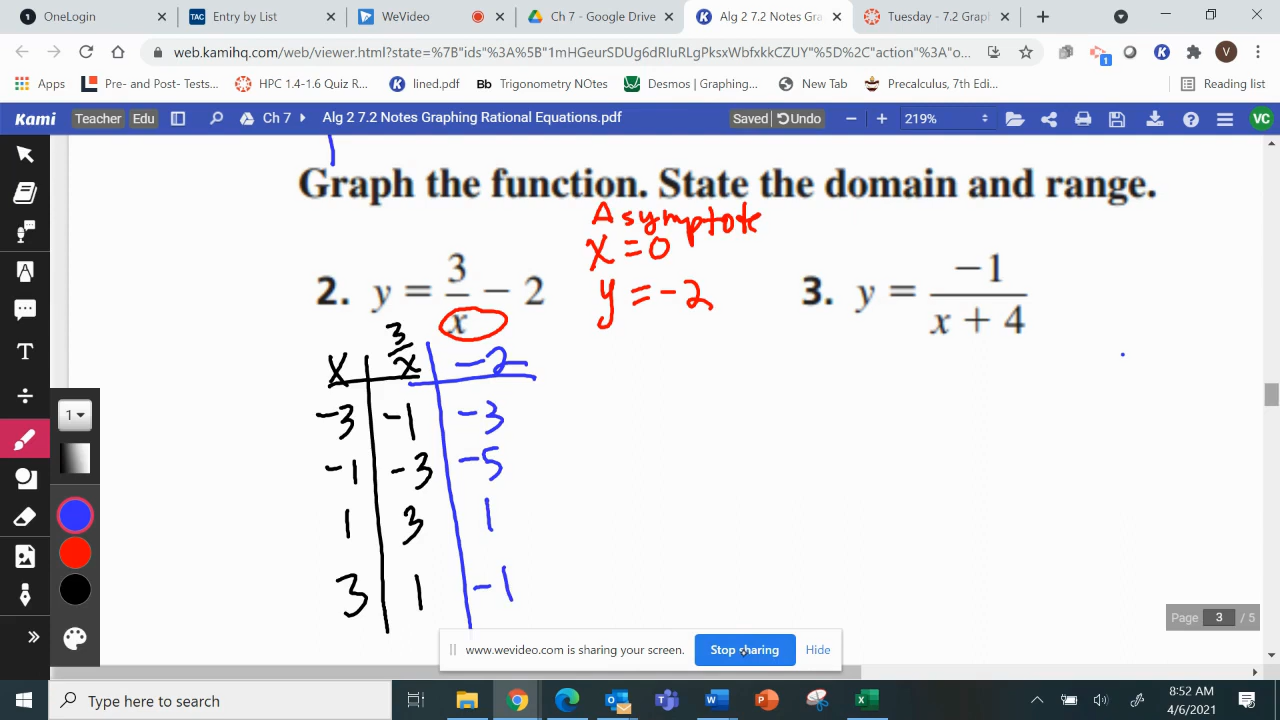 OneLogin
Entry by List
WeVideo
Ch 7 - Google Drive
Alg 2 7.2 Notes Gra
Tuesday - 7.2 Grap
web.kamihq.com/web/viewer.html?state=%7B"ids"%3A%5B"1mHGeurSDUg6dRIuRLgPksxWbfxkkCZUY"%5D%2C"action"%3A"o...
V
1
Apps
Pre- and Post- Tests...
HPC 1.4-1.6 Quiz R...
lined.pdf
Bb Trigonometry NOtes
Desmos | Graphing...
New Tab
Precalculus, 7th Edi...
Reading list
Kami
Teacher
Edu
Ch 7
Alg 2 7.2 Notes Graphing Rational Equations.pdf
Saved
Undo
219%
VC
Graph the function. State the domain and range.
Asymptote
x = 0
y = -2
2. y = 3/x − 2
3. y = −1/(x + 4)
x 3/x -2
-3 -1 -3
-1 -3 -5
1 3 1
3 1 -1
1
Page 3 / 5
www.wevideo.com is sharing your screen.
Stop sharing
Hide
Type here to search
8:52 AM
4/6/2021